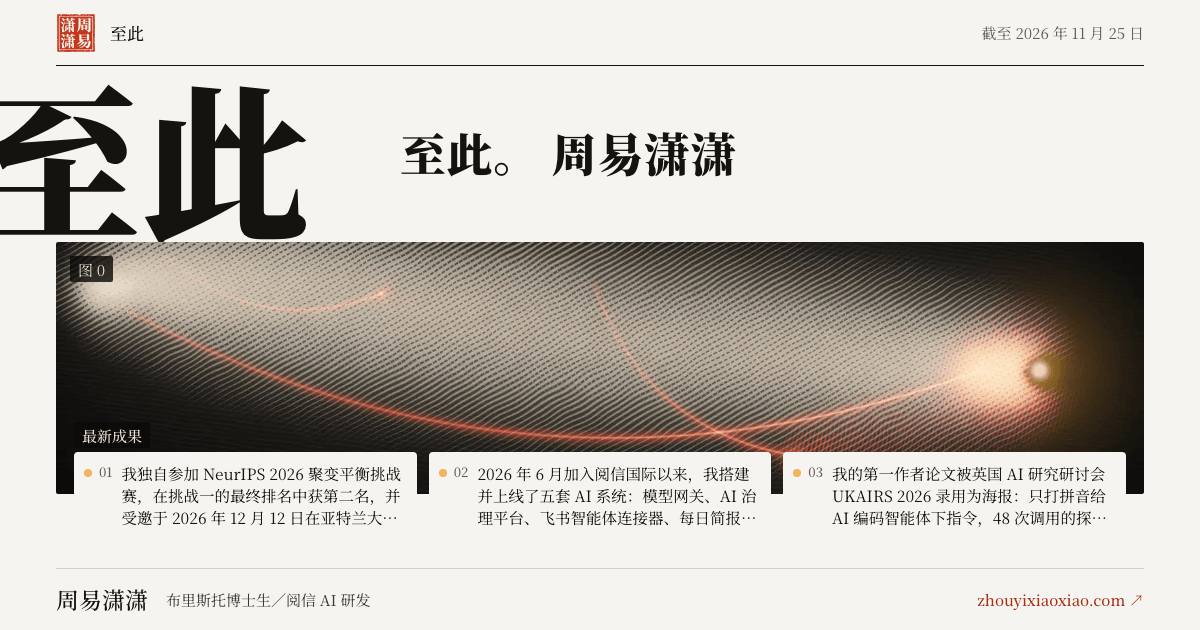 周易潇潇
至此
截至 2026 年 11 月 25 日
至此
至此。 周易潇潇
图 0
最新成果
01 我独自参加 NeurIPS 2026 聚变平衡挑战
赛，在挑战一的最终排名中获第二名，并
受邀于 2026 年 12 月 12 日在亚特兰大…
02 2026 年 6 月加入阅信国际以来，我搭建
并上线了五套 AI 系统：模型网关、AI 治
理平台、飞书智能体连接器、每日简报…
03 我的第一作者论文被英国 AI 研究研讨会
UKAIRS 2026 录用为海报：只打拼音给
AI 编码智能体下指令，48 次调用的探…
周易潇潇
布里斯托博士生／阅信 AI 研发
zhouyixiaoxiao.com ↗